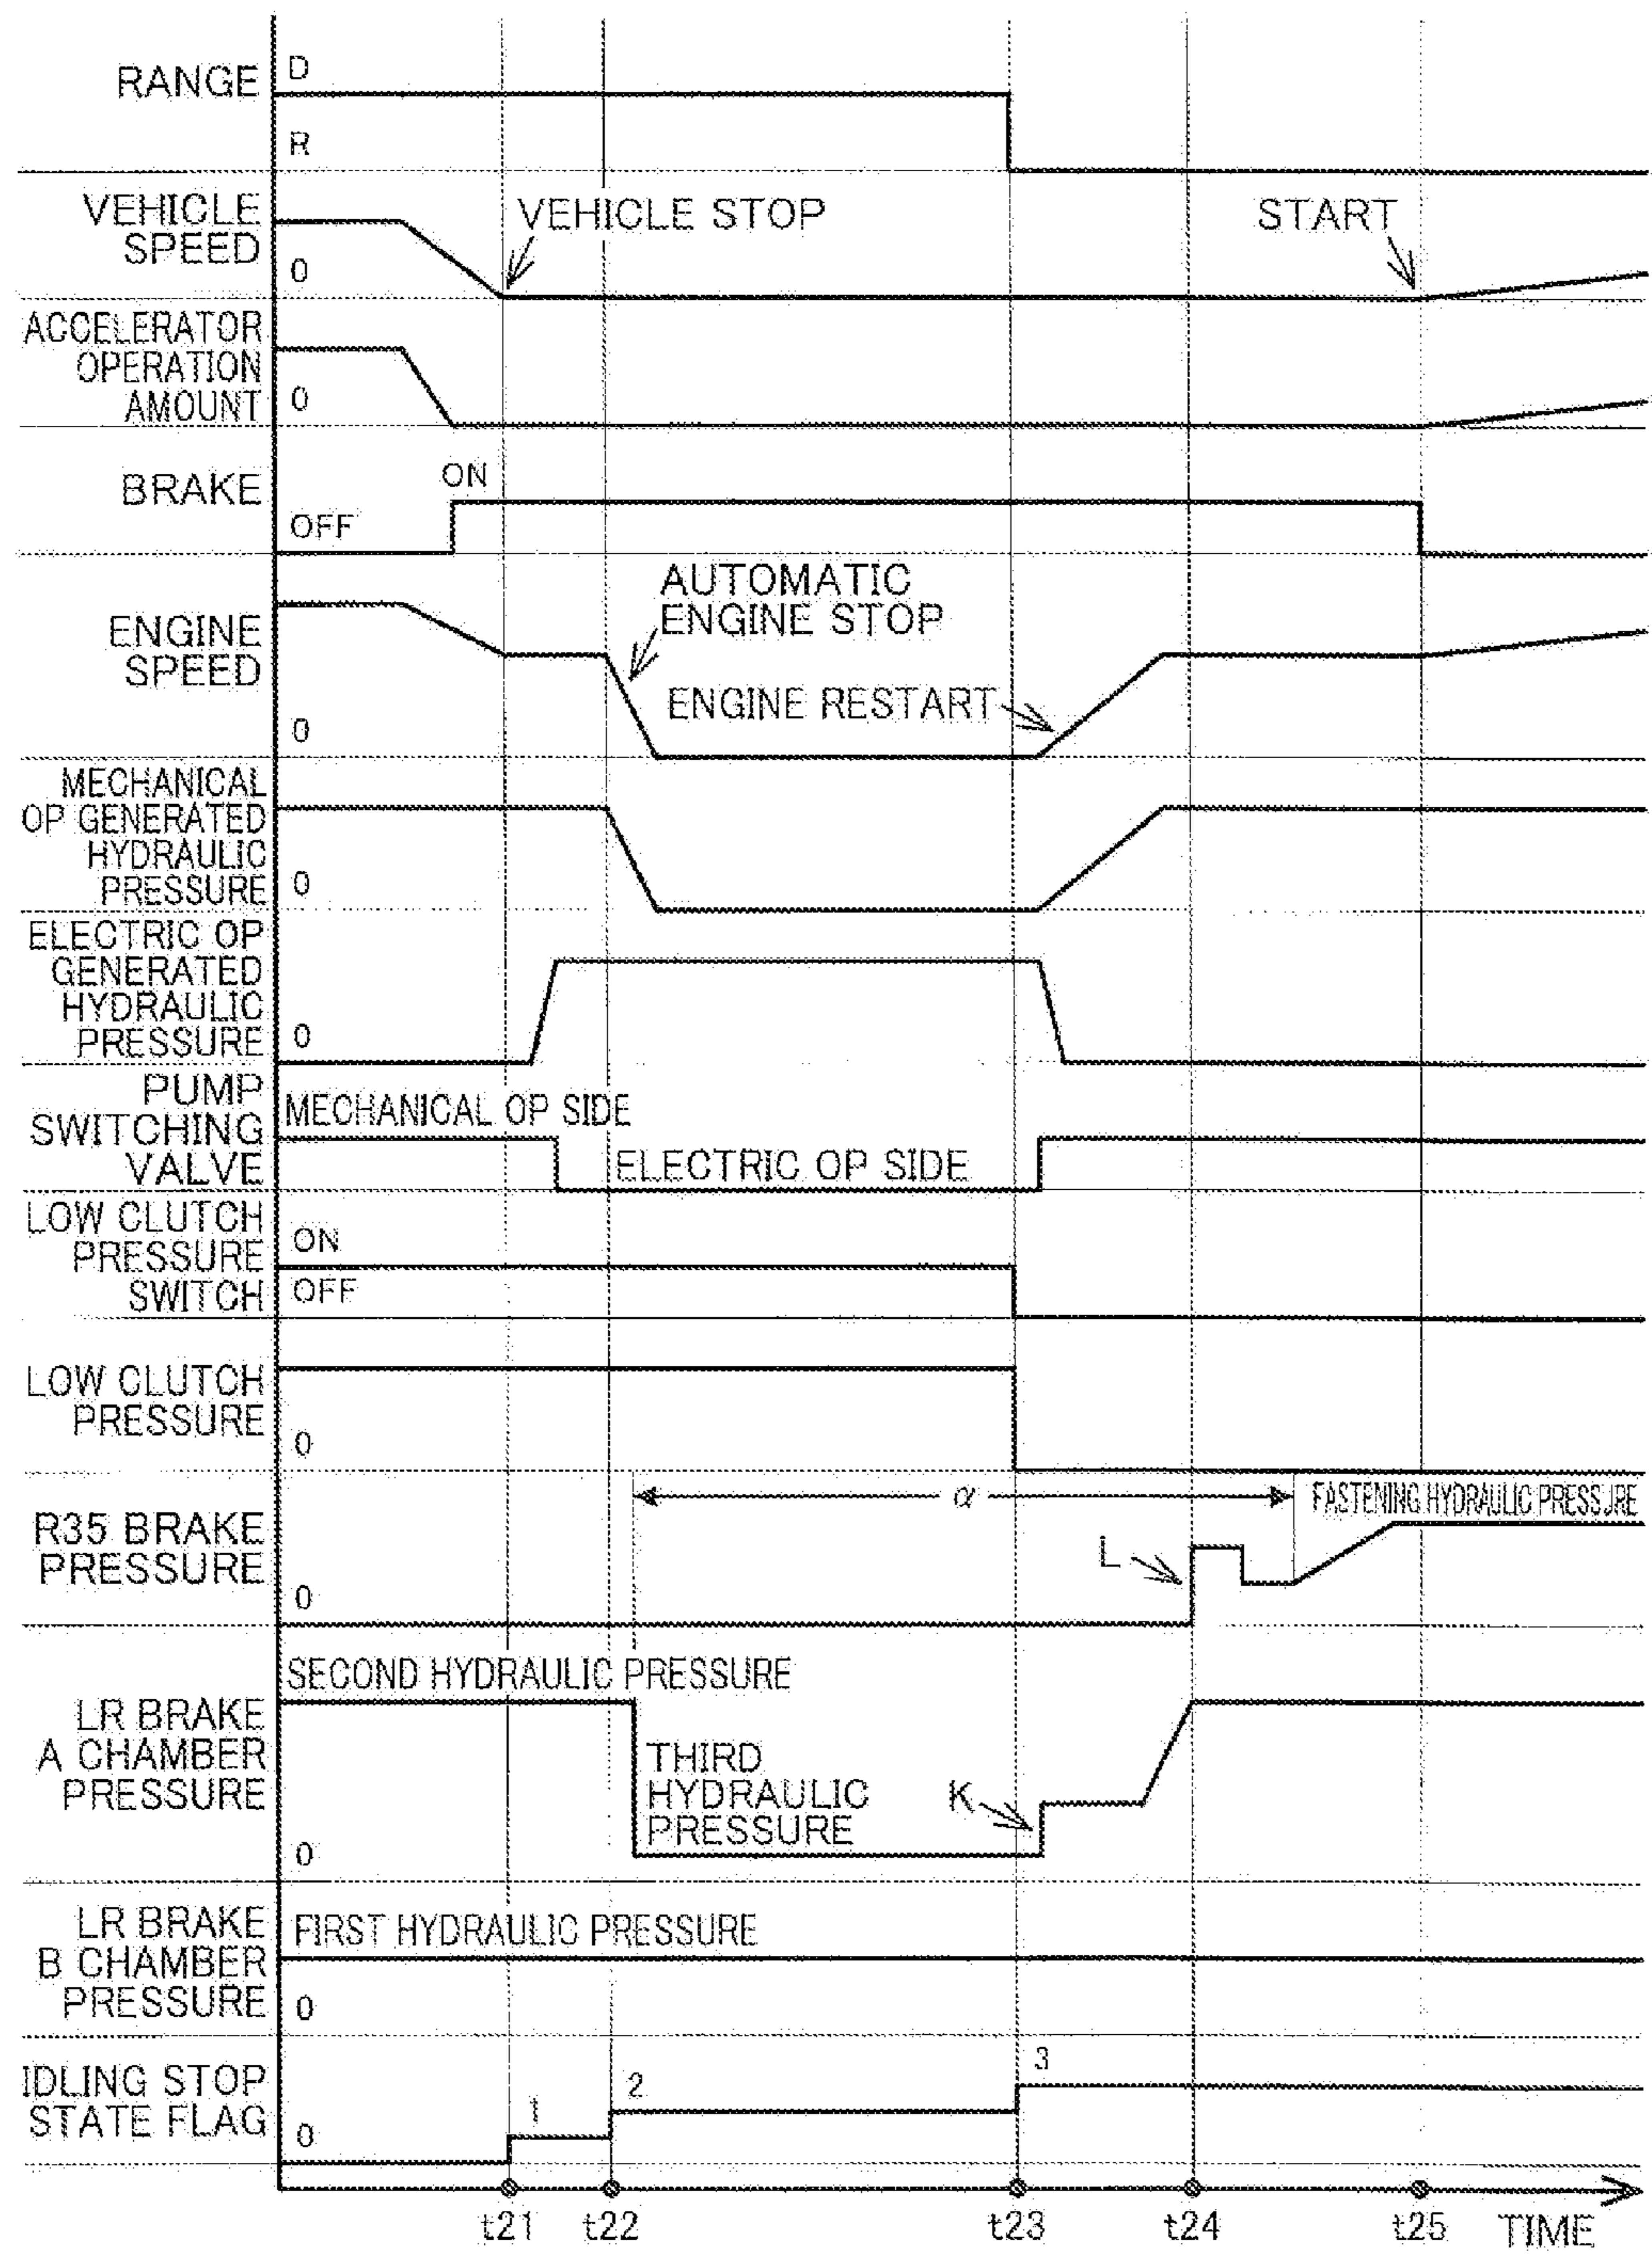 RANGE
D
R
VEHICLE
SPEED
0
VEHICLE STOP
START
ACCELERATOR
OPERATION
AMOUNT
0
BRAKE
ON
OFF
ENGINE
SPEED
0
AUTOMATIC
ENGINE STOP
ENGINE RESTART
MECHANICAL
OP GENERATED
HYDRAULIC
PRESSURE
0
ELECTRIC OP
GENERATED
HYDRAULIC
PRESSURE
0
PUMP
SWITCHING
VALVE
MECHANICAL OP SIDE
ELECTRIC OP SIDE
LOW CLUTCH
PRESSURE
SWITCH
ON
OFF
LOW CLUTCH
PRESSURE
0
R35 BRAKE
PRESSURE
0
α
L
FASTENING HYDRAULIC PRESSURE
LR BRAKE
A CHAMBER
PRESSURE
0
SECOND HYDRAULIC PRESSURE
THIRD
HYDRAULIC
PRESSURE
K
LR BRAKE
B CHAMBER
PRESSURE
0
FIRST HYDRAULIC PRESSURE
IDLING STOP
STATE FLAG
0
1
2
3
t21
t22
t23
t24
t25
TIME